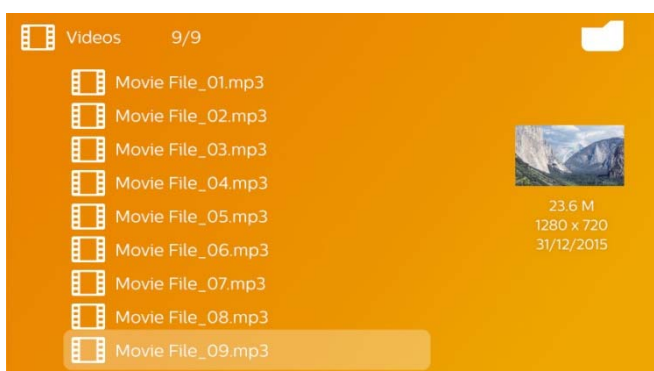 Videos 9/9
Movie File_01.mp3
Movie File_02.mp3
Movie File_03.mp3
Movie File_04.mp3
Movie File_05.mp3
Movie File_06.mp3
Movie File_07.mp3
Movie File_08.mp3
Movie File_09.mp3
23.6 M
1280 x 720
31/12/2015